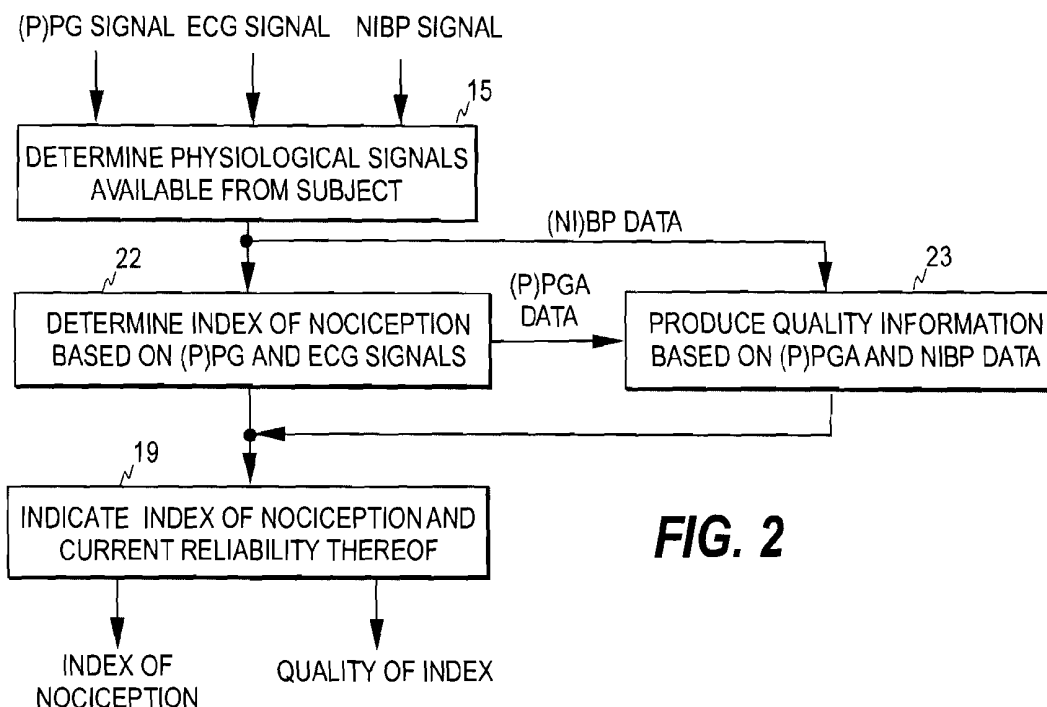 (P)PG SIGNAL ECG SIGNAL NIBP SIGNAL
15
DETERMINE PHYSIOLOGICAL SIGNALS
AVAILABLE FROM SUBJECT
(NI)BP DATA
22
23
(P)PGA
DATA
DETERMINE INDEX OF NOCICEPTION
BASED ON (P)PG AND ECG SIGNALS
PRODUCE QUALITY INFORMATION
BASED ON (P)PGA AND NIBP DATA
19
INDICATE INDEX OF NOCICEPTION AND
CURRENT RELIABILITY THEREOF
FIG. 2
INDEX OF
NOCICEPTION
QUALITY OF INDEX